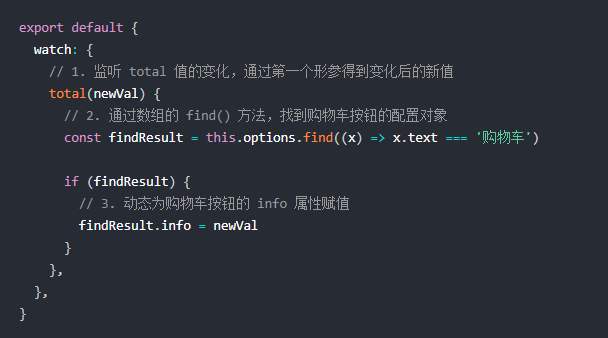 export default {
  watch: {
    // 1. 监听 total 值的变化，通过第一个形参得到变化后的新值
    total(newVal) {
      // 2. 通过数组的 find() 方法，找到购物车按钮的配置对象
      const findResult = this.options.find((x) => x.text === '购物车')

      if (findResult) {
        // 3. 动态为购物车按钮的 info 属性赋值
        findResult.info = newVal
      }
    },
  },
}